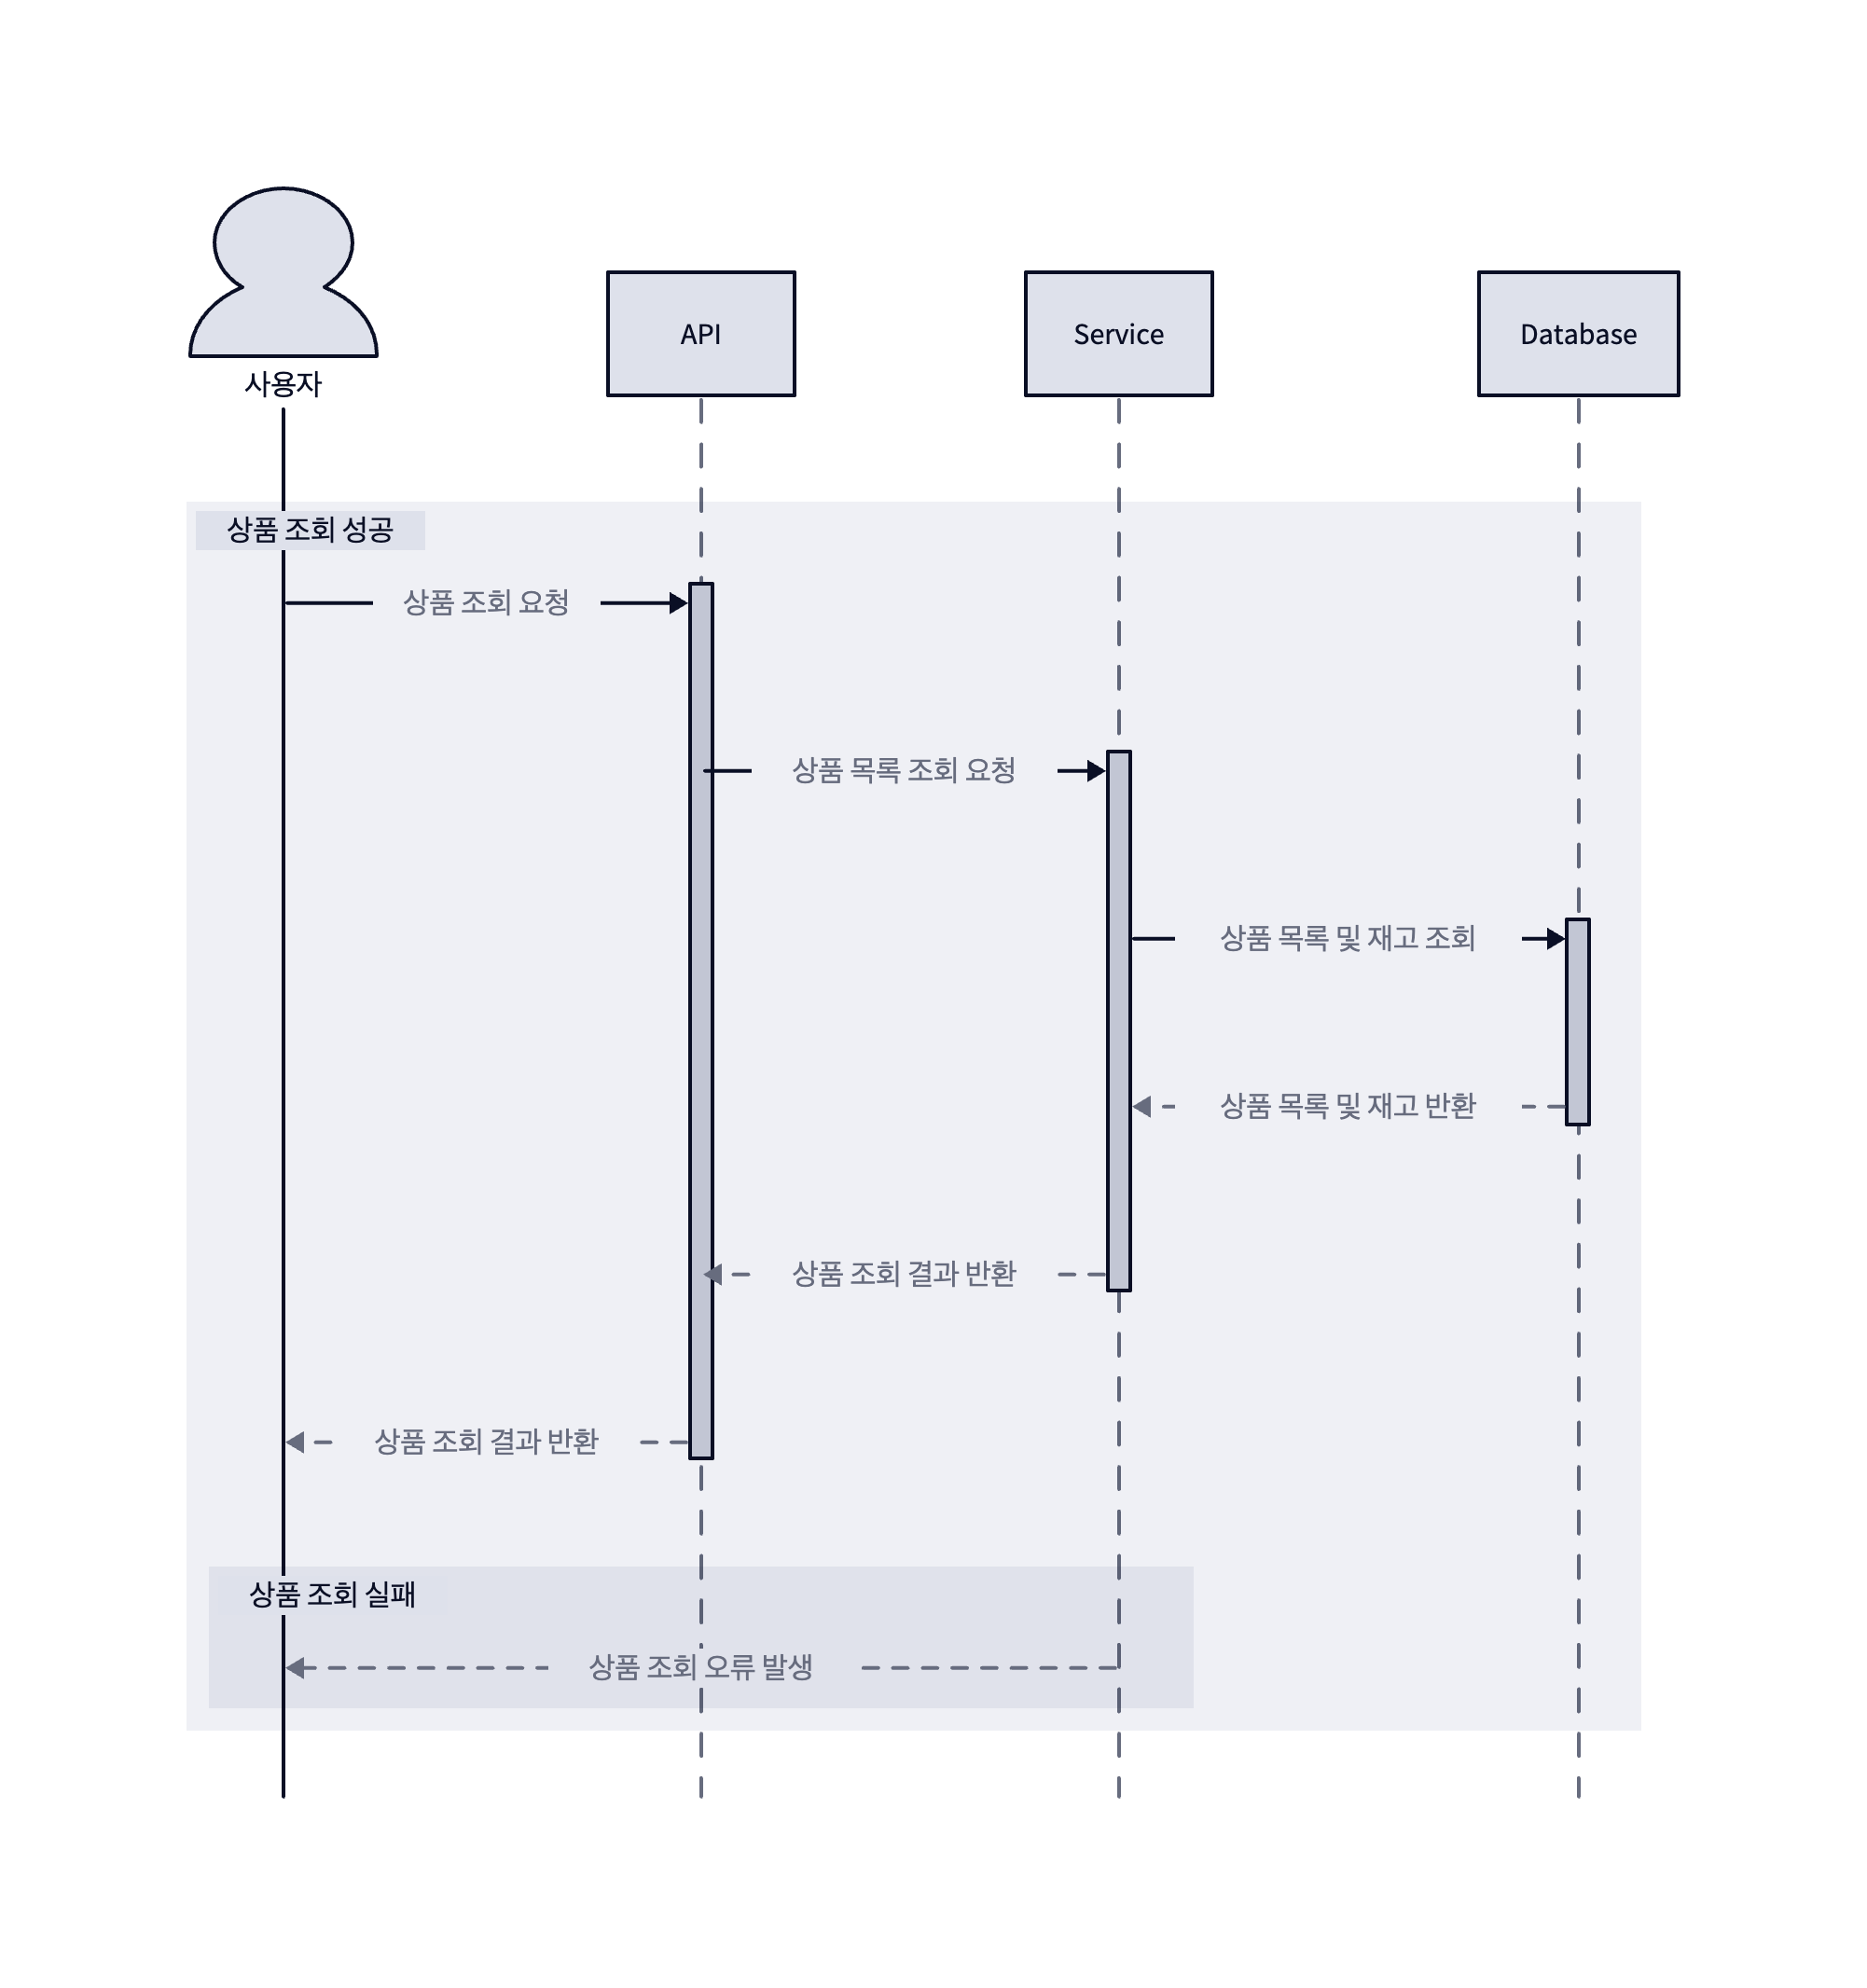 사용자
API
Service
Database
상품 조회 성공
상품 조회 요청
상품 목록 조회 요청
상품 목록 및 재고 조회
상품 목록 및 재고 반환
상품 조회 결과 반환
상품 조회 결과 반환
상품 조회 실패
상품 조회 오류 발생